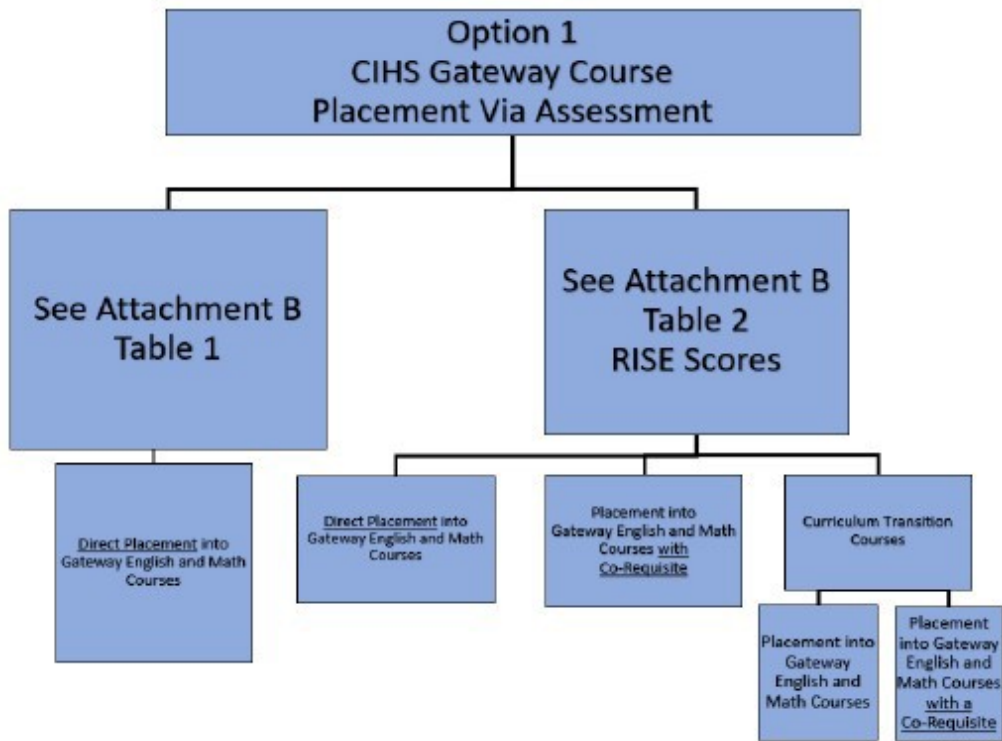 Option 1
CIHS Gateway Course
Placement Via Assessment
See Attachment B
Table 1
See Attachment B
Table 2
RISE Scores
Direct Placement into
Gateway English and Math
Courses
Direct Placement into
Gateway English and Math
Courses
Placement into
Gateway English and Math
Courses with
Co-Requisite
Curriculum Transition
Courses
Placement into
Gateway
English and
Math Courses
Placement
into Gateway
English and
Math Courses
with a
Co-Requisite